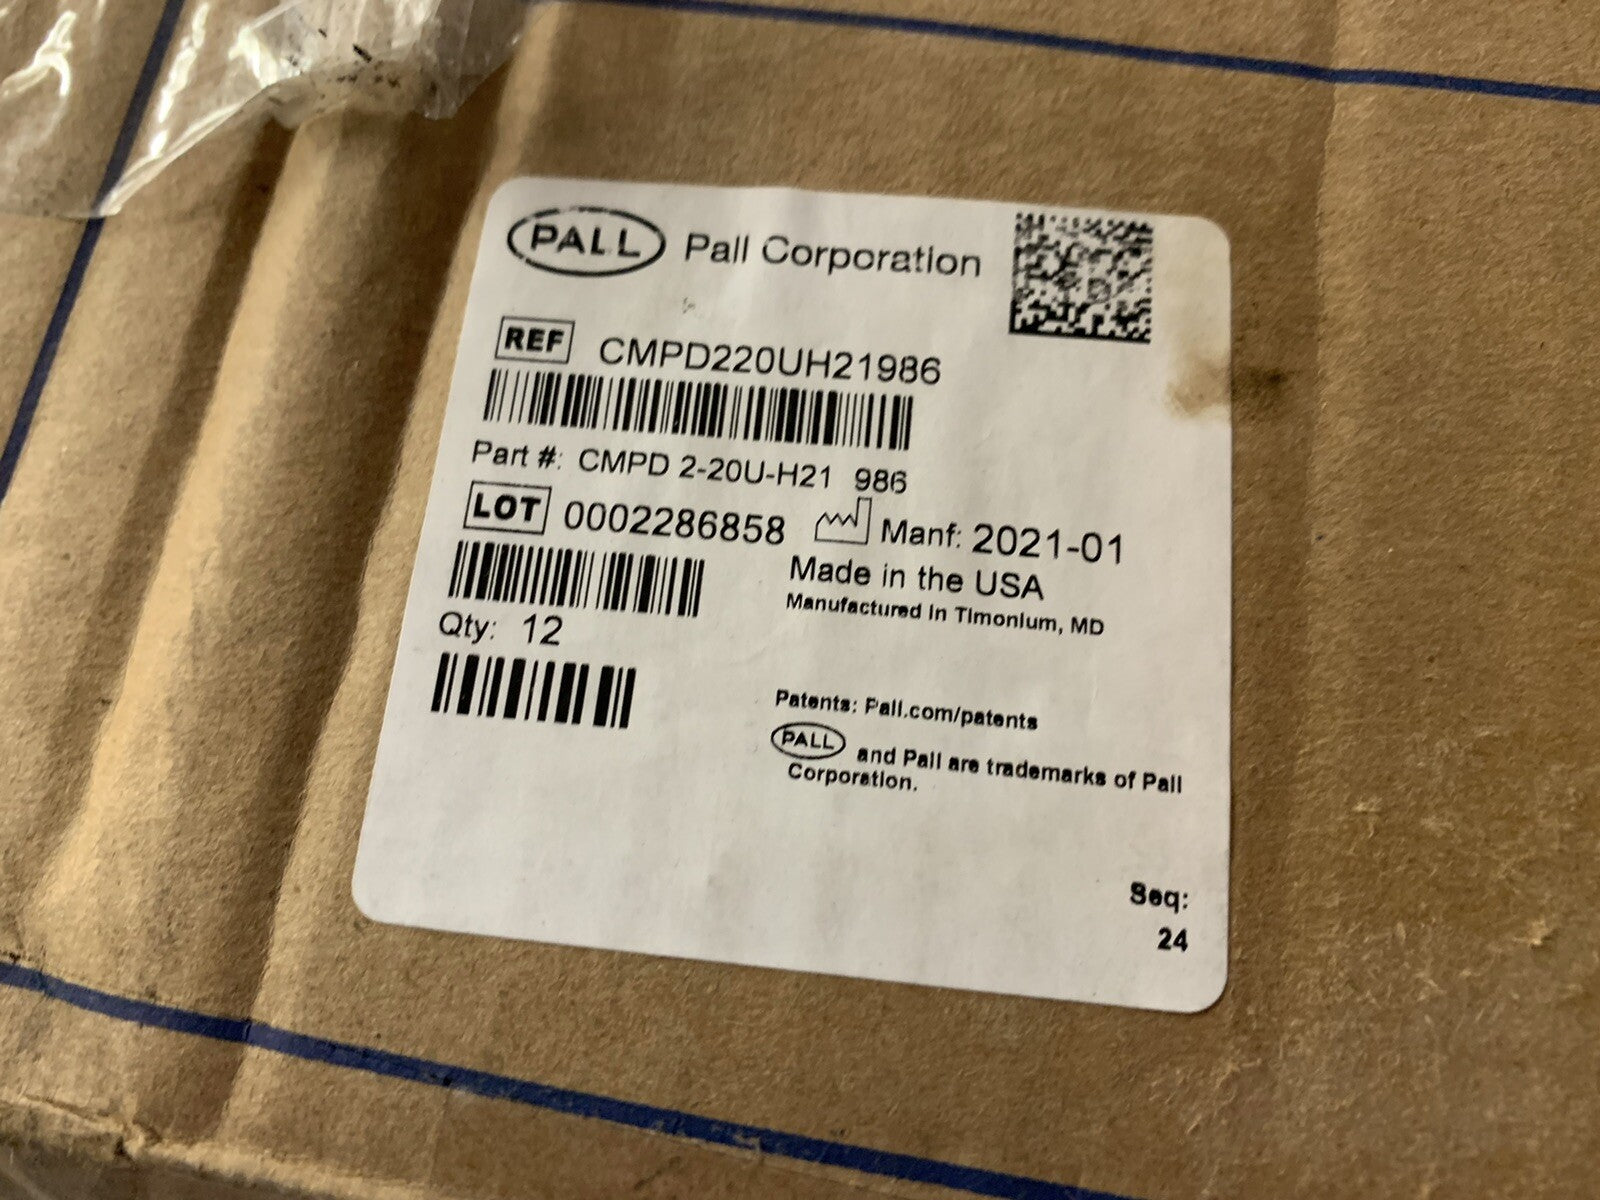 PALL Pall Corporation
REF CMPD220UH21986
Part #: CMPD 2-20U-H21 986
LOT 0002286858 Manf: 2021-01
Made in the USA
Manufactured in Timonium, MD
Qty: 12
Patents: Pall.com/patents
PALL and Pall are trademarks of Pall
Corporation.
Seq:
24